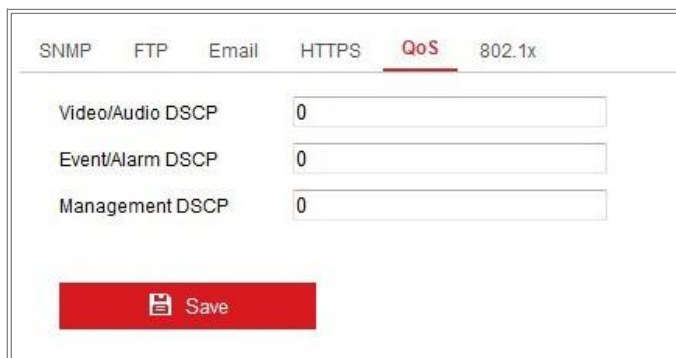 SNMP FTP Email HTTPS QoS 802.1x
Video/Audio DSCP 0
Event/Alarm DSCP 0
Management DSCP 0
Save